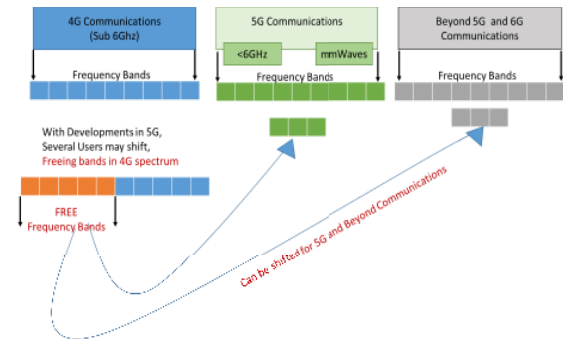 4G Communications
(Sub 6Ghz)
5G Communications
<6GHz
mmWaves
Beyond 5G and 6G
Communications
Frequency Bands
Frequency Bands
Frequency Bands
With Developments in 5G,
Several Users may shift,
Freeing bands in 4G spectrum
FREE
Frequency Bands
Can be shifted for 5G and Beyond Communications